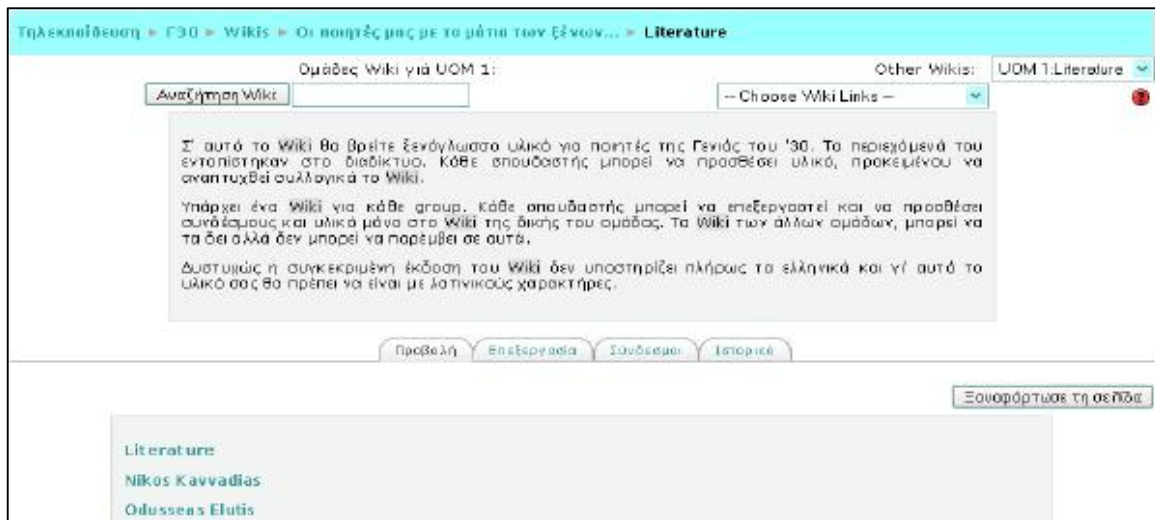 Τηλεκπαίδευση ► Γ30 ► Wikis ► Οι ποιητές μας με τα μάτια των ξένων... ► Literature
Ομάδες Wiki γιά UOM 1: Other Wikis: UOM 1:Literature
Αναζήτηση Wiki: -- Choose Wiki Links -- ?
Σ' αυτό το Wiki θα βρείτε ξενόγλωσσο υλικό για ποιητές της Γενιάς του '30. Τα περιεχόμενά του
εντοπίστηκαν στο διαδίκτυο. Κάθε σπουδαστής μπορεί να προσθέσει υλικό, προκειμένου να
αναπτυχθεί συλλογικά το Wiki.
Υπάρχει ένα Wiki για κάθε group. Κάθε σπουδαστής μπορεί να επεξεργαστεί και να προσθέσει
συνδέσμους και υλικά μόνο στο Wiki της δικής του ομάδας. Τα Wiki των άλλων ομάδων, μπορεί να
τα δει αλλά δεν μπορεί να παρέμβει σε αυτά.
Δυστυχώς η συγκεκριμένη έκδοση του Wiki δεν υποστηρίζει πλήρως τα ελληνικά και γι' αυτό το
υλικό σας θα πρέπει να είναι με λατινικούς χαρακτήρες.
Προβολή Επεξεργασία Σύνδεσμοι Ιστορικό
Ξαναφόρτωσε τη σελίδα
Literature
Nikos Kavvadias
Odusseas Elutis